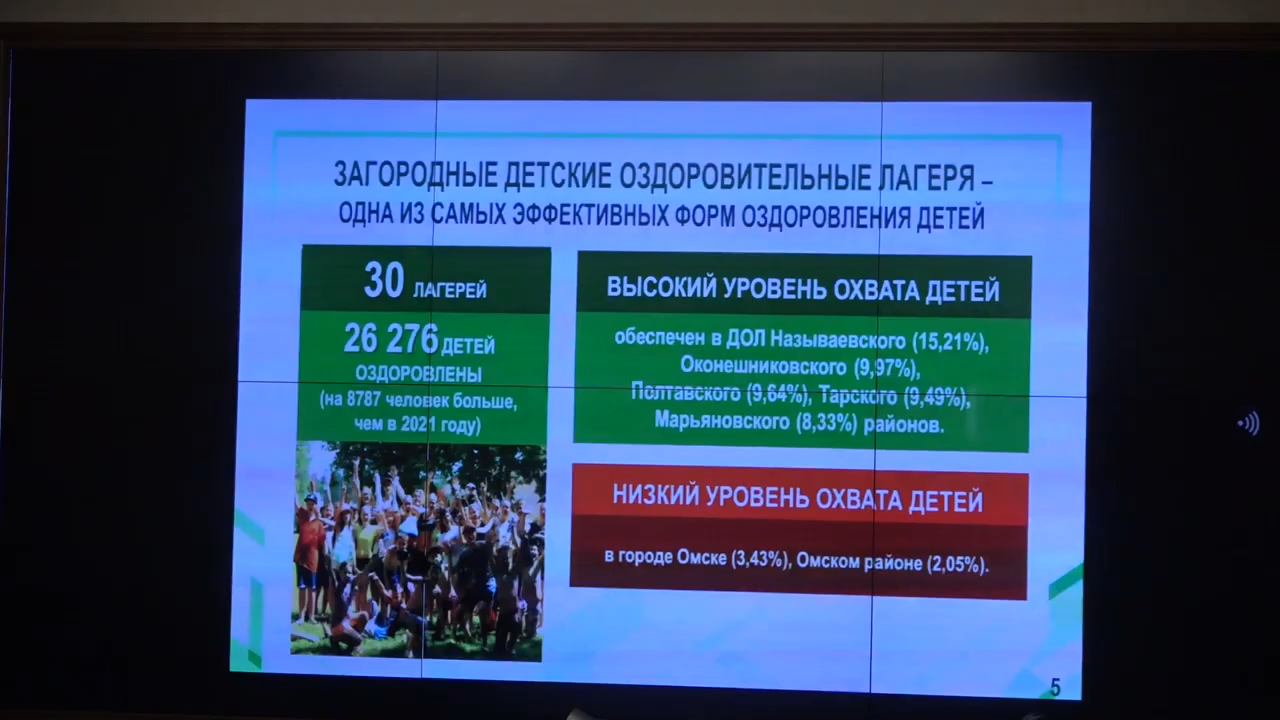 ЗАГОРОДНЫЕ ДЕТСКИЕ ОЗДОРОВИТЕЛЬНЫЕ ЛАГЕРЯ –
ОДНА ИЗ САМЫХ ЭФФЕКТИВНЫХ ФОРМ ОЗДОРОВЛЕНИЯ ДЕТЕЙ
30 ЛАГЕРЕЙ
26 276 ДЕТЕЙ
ОЗДОРОВЛЕНЫ
(на 8787 человек больше,
чем в 2021 году)
ВЫСОКИЙ УРОВЕНЬ ОХВАТА ДЕТЕЙ
обеспечен в ДОЛ Называевского (15,21%),
Оконешниковского (9,97%),
Полтавского (9,64%), Тарского (9,49%),
Марьяновского (8,33%) районов.
НИЗКИЙ УРОВЕНЬ ОХВАТА ДЕТЕЙ
в городе Омске (3,43%), Омском районе (2,05%).
5